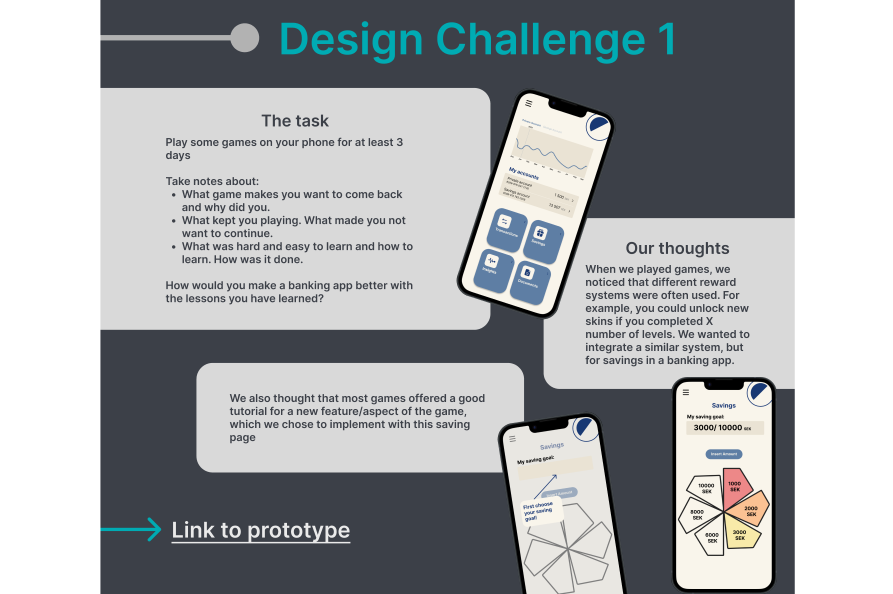 Design Challenge 1
The task
Play some games on your phone for at least 3
days
Take notes about:
• What game makes you want to come back
and why did you.
• What kept you playing. What made you not
want to continue.
• What was hard and easy to learn and how to
learn. How was it done.
How would you make a banking app better with
the lessons you have learned?
My accounts
Private Account
Savings account
Transactions
Savings
Insights
Documents
Our thoughts
When we played games, we
noticed that different reward
systems were often used. For
example, you could unlock new
skins if you completed X
number of levels. We wanted to
integrate a similar system, but
for savings in a banking app.
We also thought that most games offered a good
tutorial for a new feature/aspect of the game,
which we chose to implement with this saving
page
Savings
My saving goal:
First choose
your saving
goal!
Savings
My saving goal:
3000/ 10000 SEK
Insert Amount
10000
SEK
1000
SEK
8000
SEK
2000
SEK
6000
SEK
3000
SEK
Link to prototype